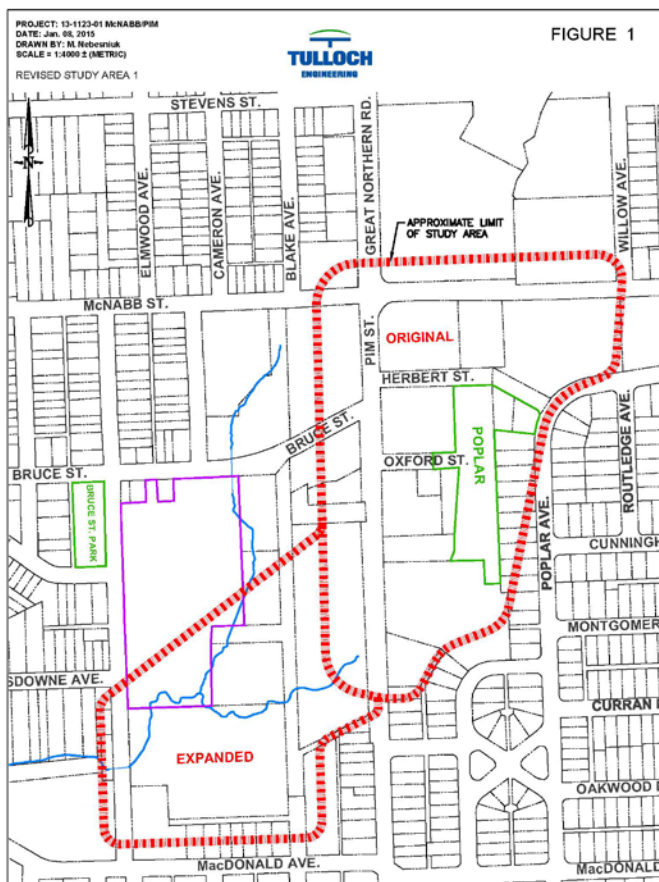 PROJECT: 13-1123-01 McNABB/PIM
DATE: Jan. 08, 2015
DRAWN BY: M. Nebesniuk
SCALE = 1:4000 ± (METRIC)
REVISED STUDY AREA 1
TULLOCH
ENGINEERING
FIGURE 1
STEVENS ST.
N
ELMWOOD AVE.
CAMERON AVE.
BLAKE AVE.
GREAT NORTHERN RD.
WILLOW AVE.
APPROXIMATE LIMIT
OF STUDY AREA
McNABB ST.
PIM ST.
ORIGINAL
HERBERT ST.
BRUCE ST.
BRUCE ST.
OXFORD ST.
POPLAR
ROUTLEDGE AVE.
BRUCE ST. PARK
POPLAR AVE.
CUNNINGH
MONTGOMER
SDOWNE AVE.
CURRAN
EXPANDED
OAKWOOD
MacDONALD AVE.
MacDONALD